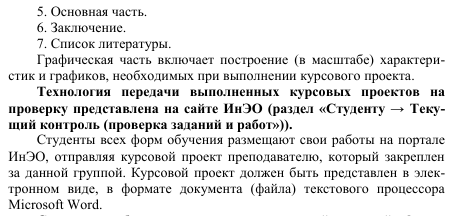 5. Основная часть.
6. Заключение.
7. Список литературы.
Графическая часть включает построение (в масштабе) характери-
стик и графиков, необходимых при выполнении курсового проекта.
Технология передачи выполненных курсовых проектов на
проверку представлена на сайте ИнЭО (раздел «Студенту → Теку-
щий контроль (проверка заданий и работ»)).
Студенты всех форм обучения размещают свои работы на портале
ИнЭО, отправляя курсовой проект преподавателю, который закреплен
за данной группой. Курсовой проект должен быть представлен в элек-
тронном виде, в формате документа (файла) текстового процессора
Microsoft Word.